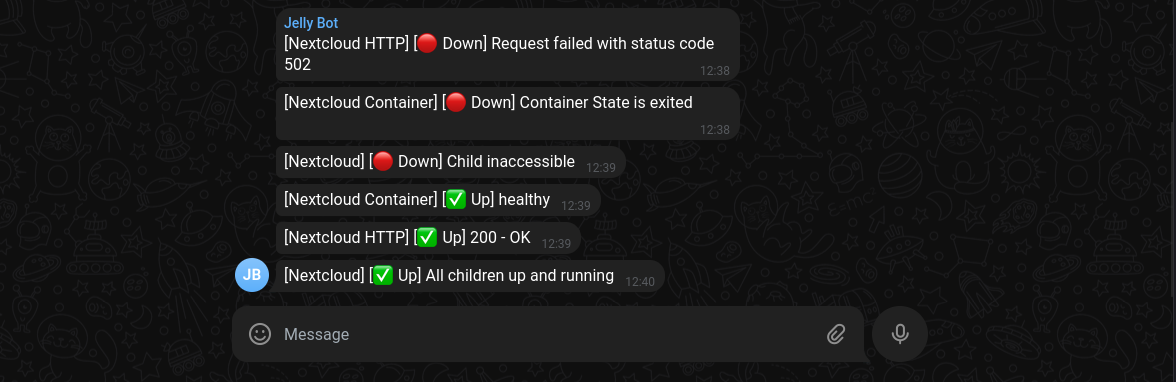 Jelly Bot
[Nextcloud HTTP] [🔴 Down] Request failed with status code
502
12:38
[Nextcloud Container] [🔴 Down] Container State is exited
12:38
[Nextcloud] [🔴 Down] Child inaccessible 12:39
[Nextcloud Container] [✅ Up] healthy 12:39
[Nextcloud HTTP] [✅ Up] 200 - OK 12:39
JB
[Nextcloud] [✅ Up] All children up and running 12:40
Message